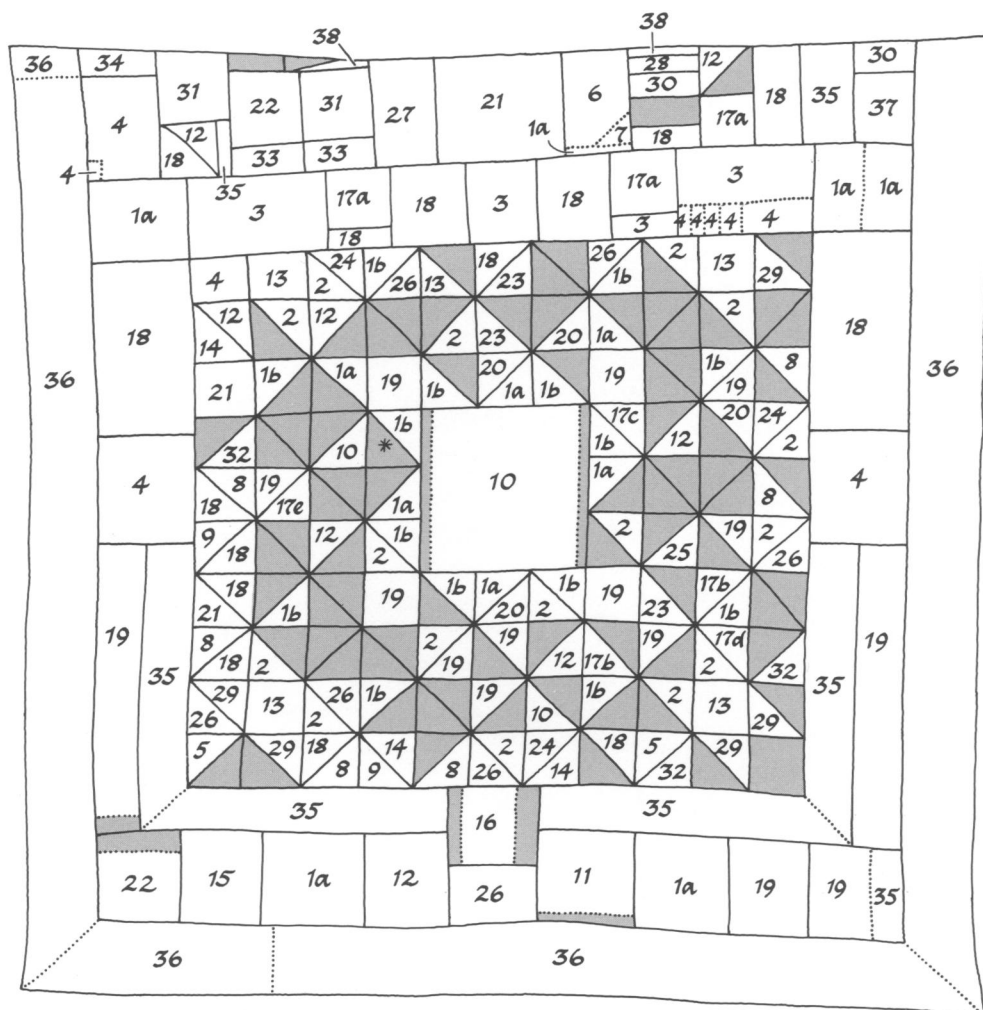 38 38
36 34 31 22 31 27 21 6 28 30 12 18 35 30
4 12 18 33 33 1a 7 18 17a 37
4 35
1a 3 17a 18 3 18 17a 3 1a 1a
18 3 4 4 4 4 4
4 13 24 2 1b 26 13 18 23 26 1b 2 13 29
12 14 2 12 2 23 20 1a 2
18 18
21 1b 1a 19 1b 20 1a 1b 19 1b 19 8
36 36
32 10 1b * 17c 1b 12 20 24 2
4 10 4
18 8 19 17e 1a 1a 8
9 18 12 1b 2 2 25 19 2 26
21 18 1b 19 1b 1a 20 1b 2 19 23 17b 1b
19 35 35 19
8 18 2 2 19 19 12 17b 19 17d 2 32
29 26 13 26 2 1b 19 10 1b 2 13 29
5 29 18 8 14 9 8 2 26 24 14 18 5 32 29
35 16 35
22 15 1a 12 26 11 1a 19 19 35
36 36